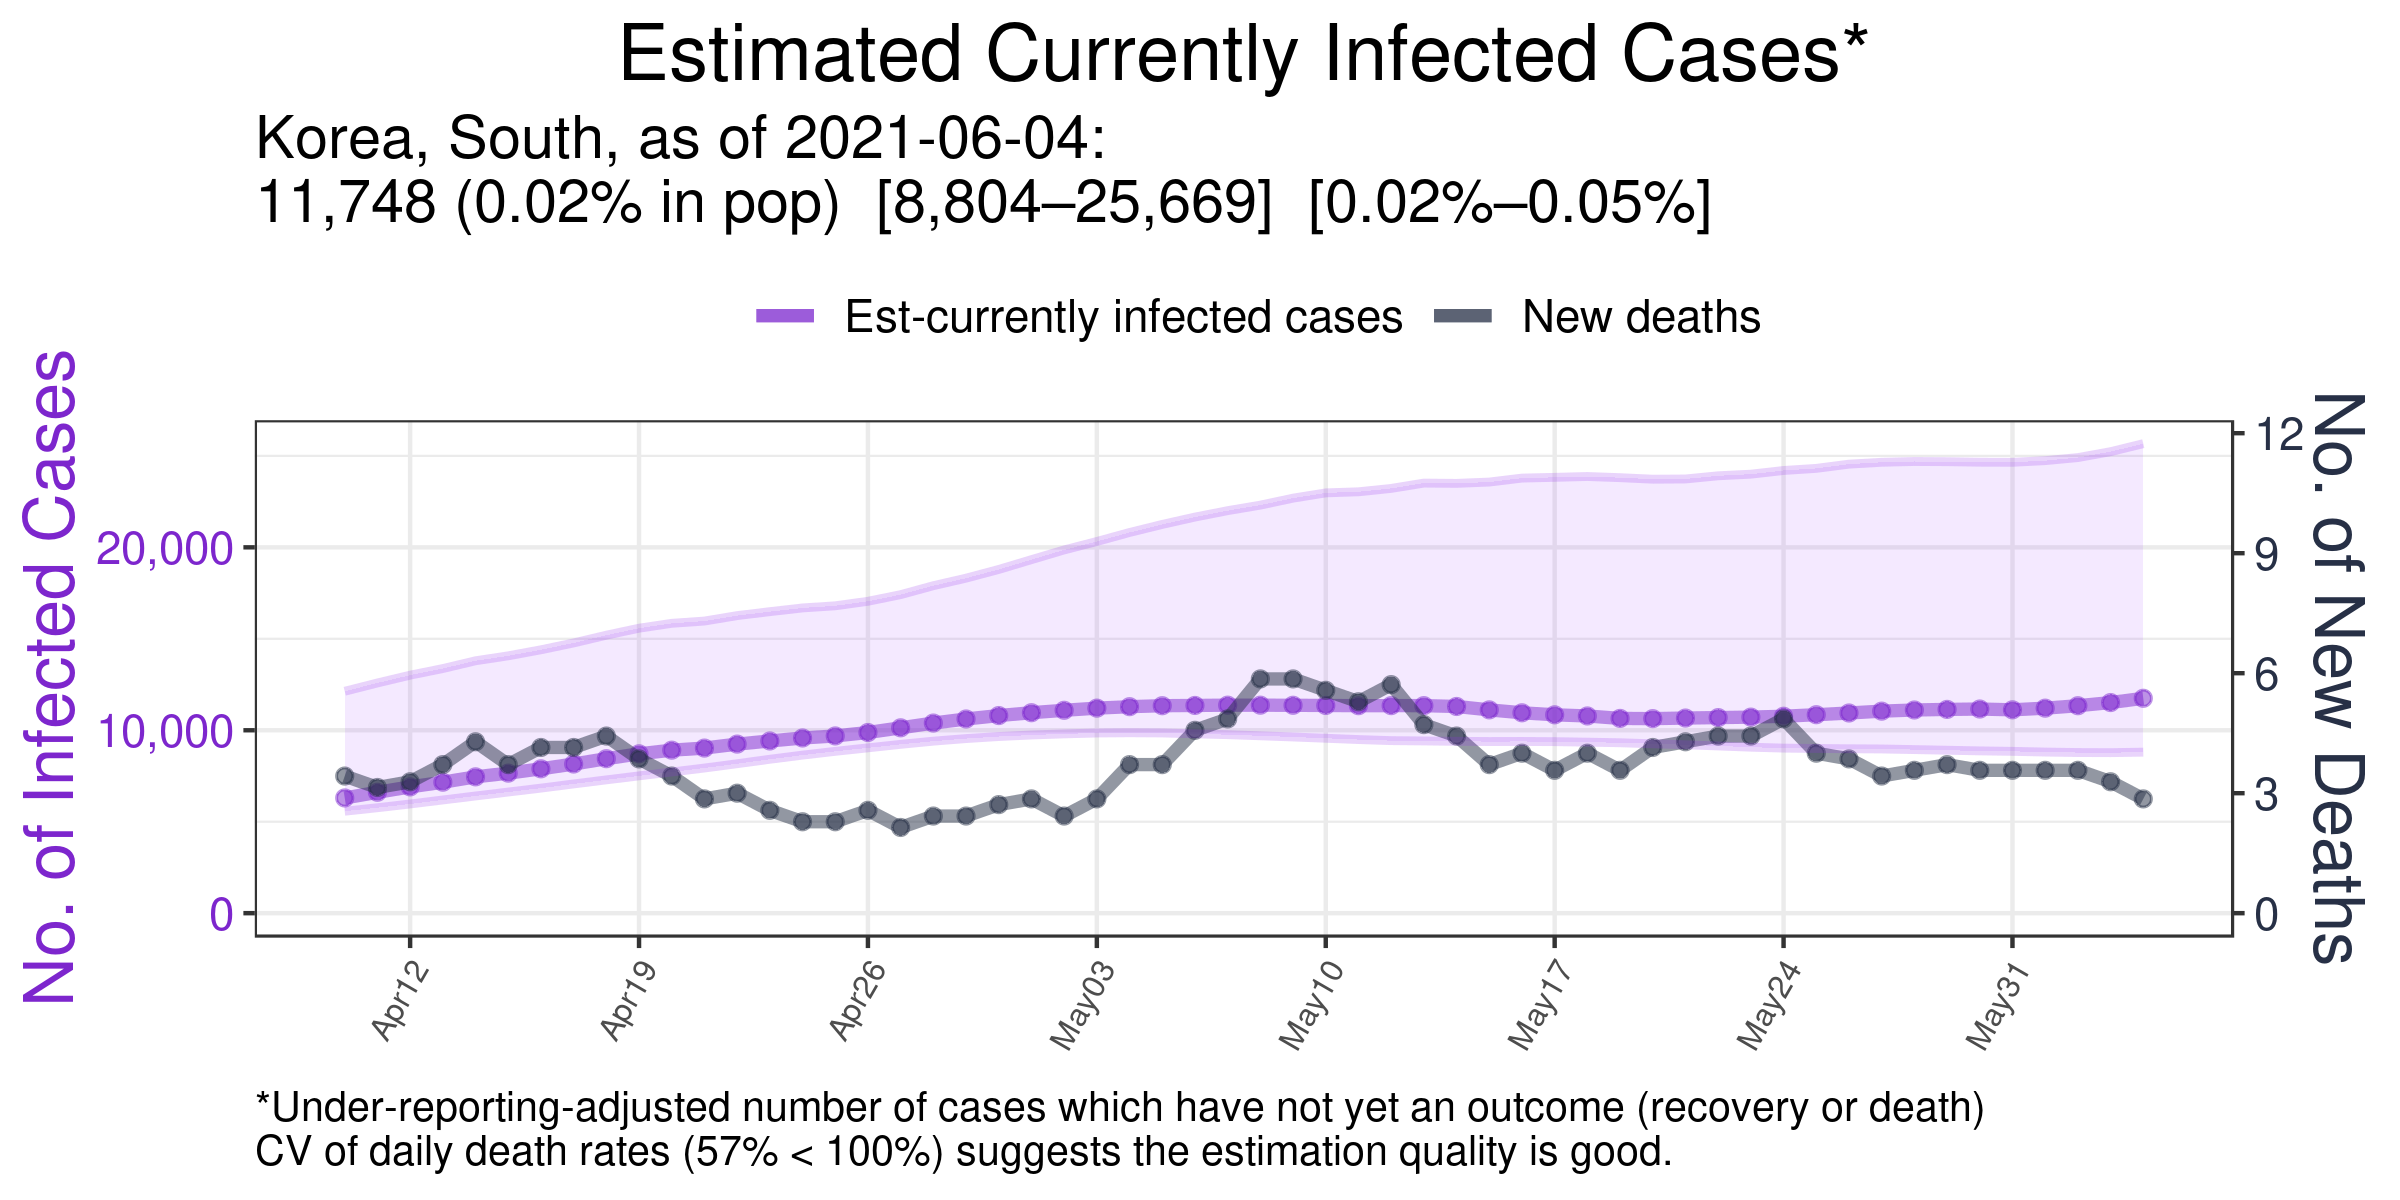 Estimated Currently Infected Cases*
Korea, South, as of 2021-06-04:
11,748 (0.02% in pop)  [8,804–25,669]  [0.02%–0.05%]
Est-currently infected cases
New deaths
No. of Infected Cases
20,000
10,000
0
12
9
6
3
0
No. of New Deaths
Apr12
Apr19
Apr26
May03
May10
May17
May24
May31
*Under-reporting-adjusted number of cases which have not yet an outcome (recovery or death)
CV of daily death rates (57% < 100%) suggests the estimation quality is good.